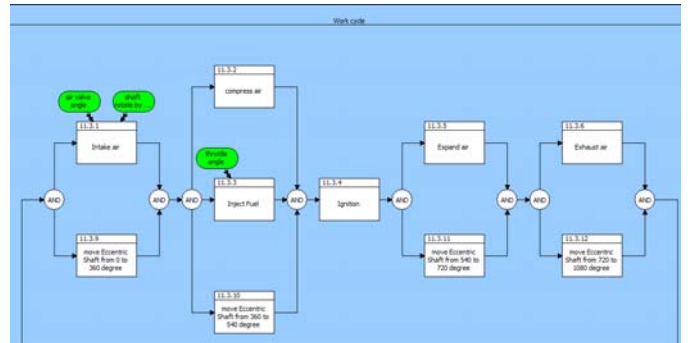 Work code
11.3.2
compress air
air valve
angle
shaft
rotate by ...
11.3.1
Intake air
throttle
angle
11.3.3
Inject Fuel
11.3.4
Ignition
11.3.5
Expand air
11.3.6
Exhaust air
AND
AND
AND
AND
AND
AND
AND
11.3.9
move Eccentric
Shaft from 0 to
360 degree
11.3.10
move Eccentric
Shaft from 360 to
540 degree
11.3.11
move Eccentric
Shaft from 540 to
720 degree
11.3.12
move Eccentric
Shaft from 720 to
1080 degree